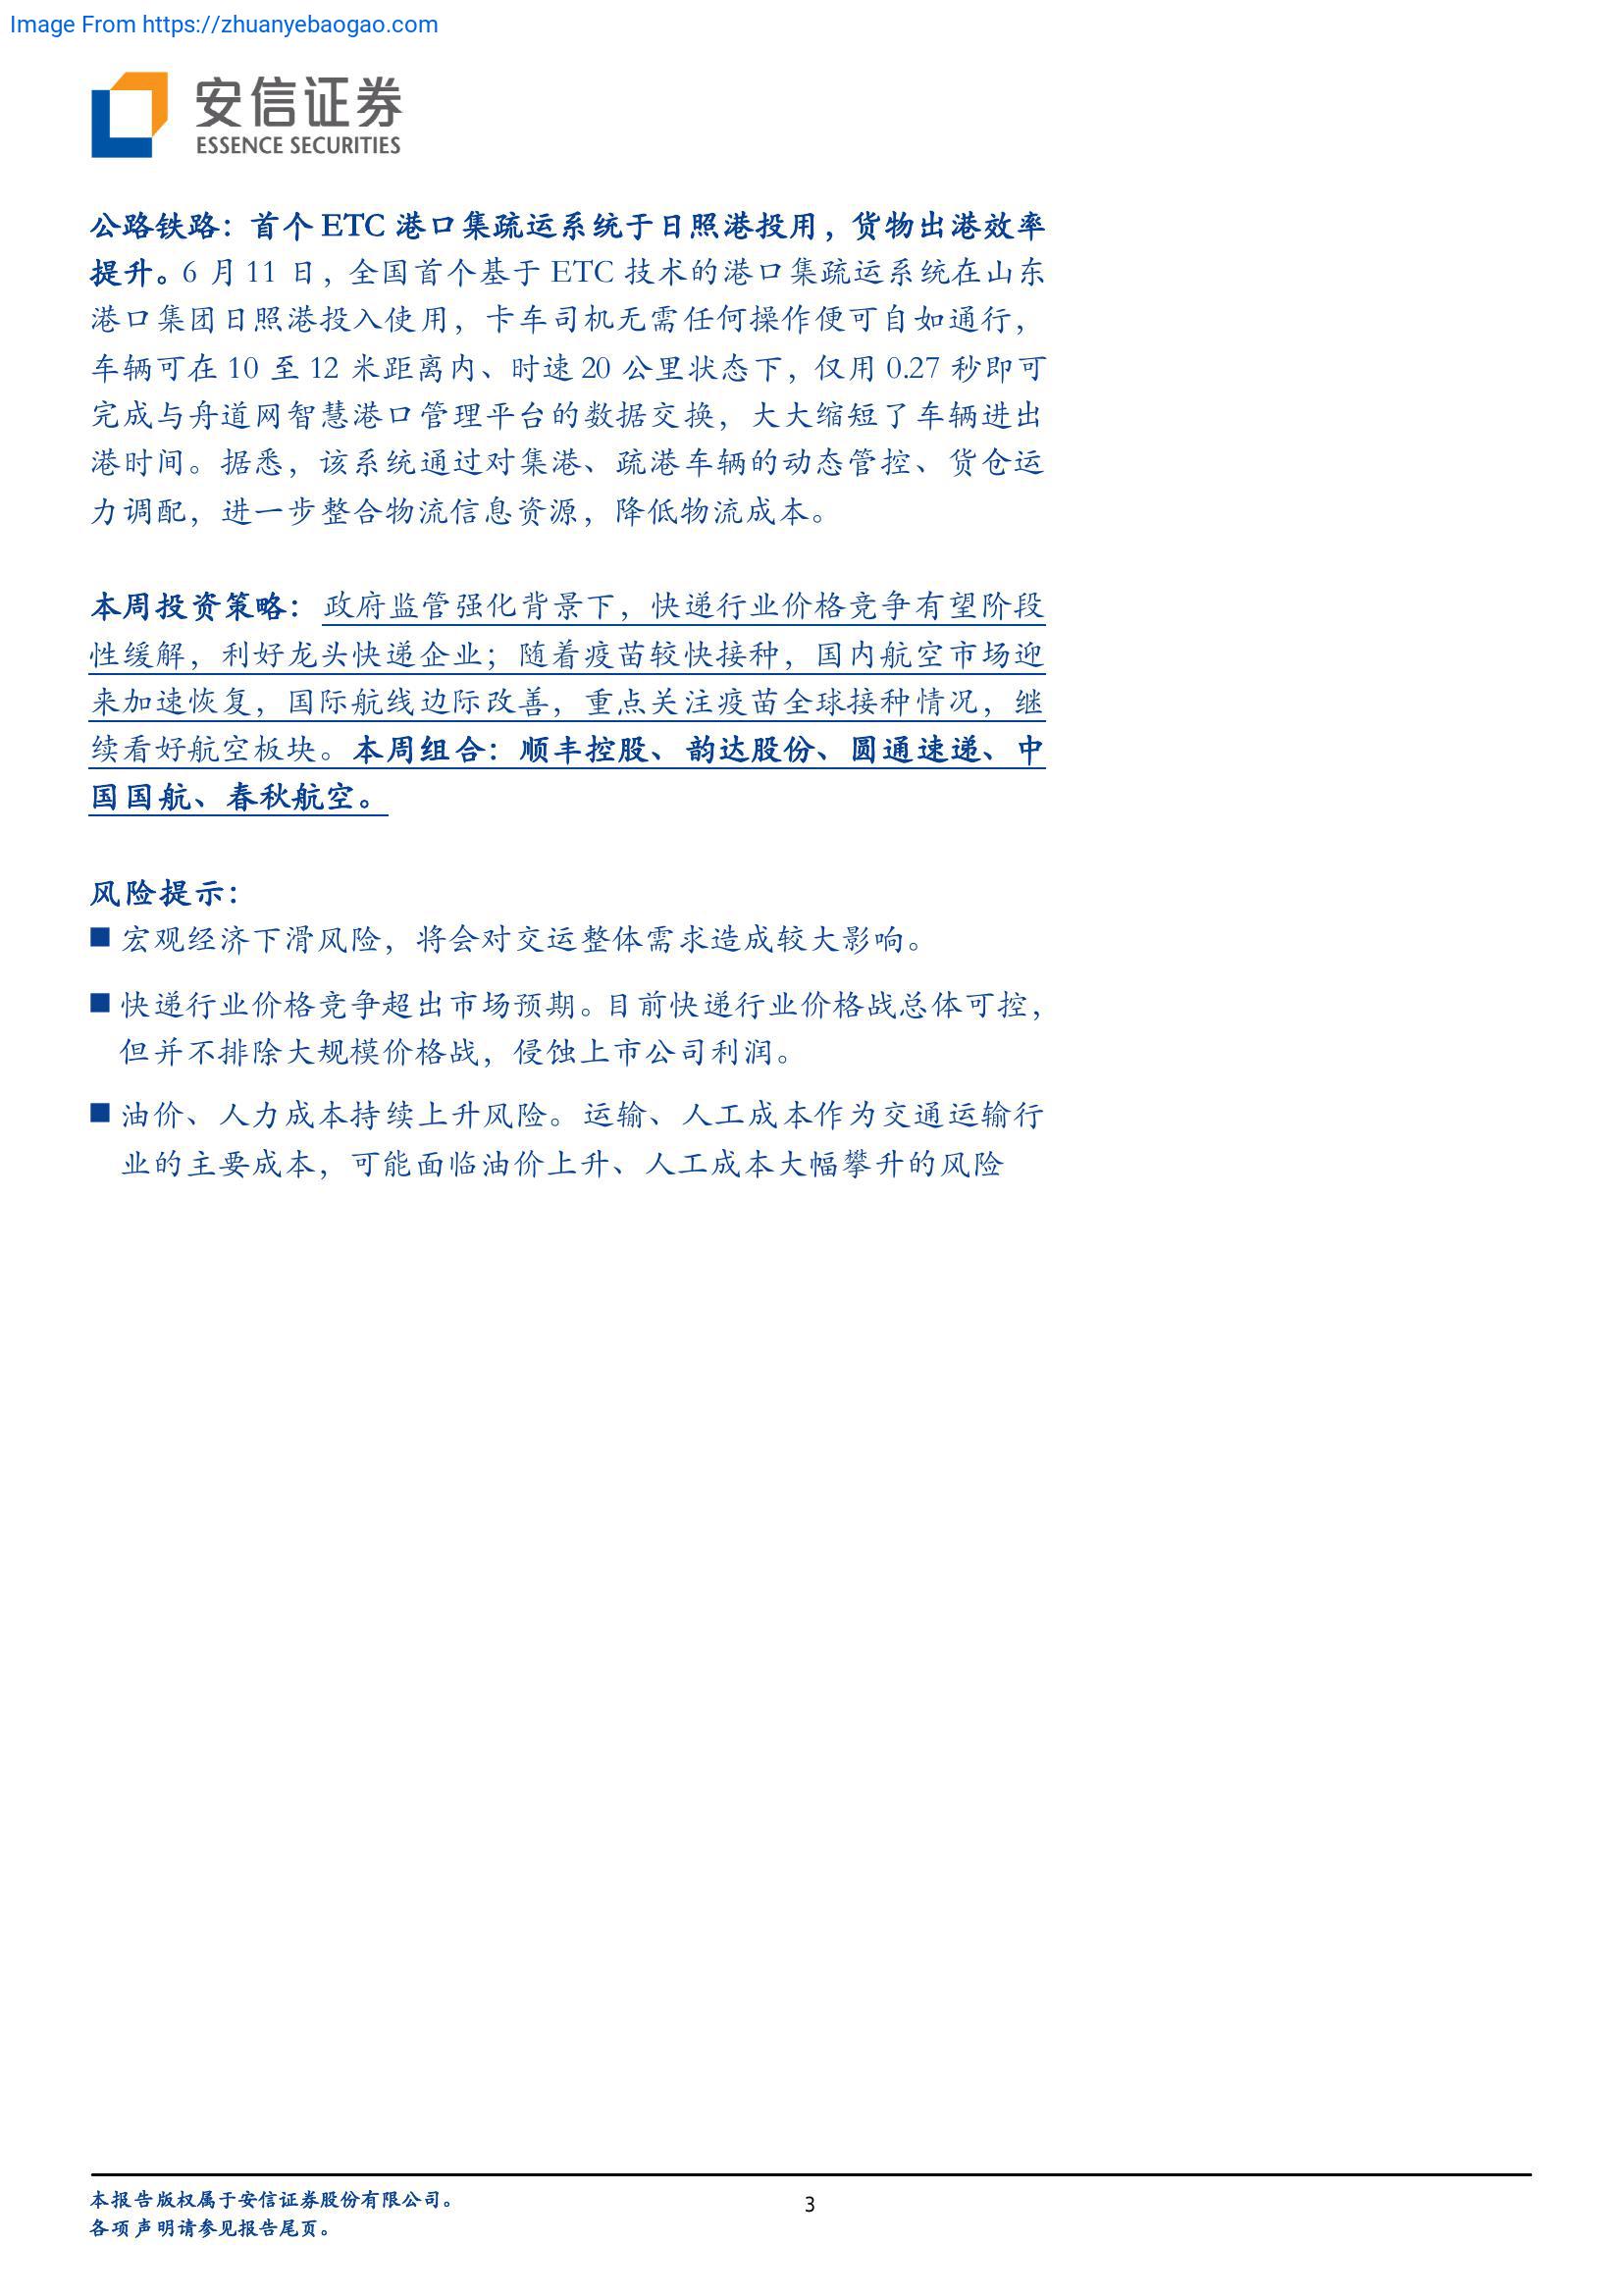 Image From https://zhuanyebaogao.com
安信证券
ESSENCE SECURITIES
公路铁路：首个 ETC 港口集疏运系统于日照港投用，货物出港效率
提升。6 月 11 日，全国首个基于 ETC 技术的港口集疏运系统在山东
港口集团日照港投入使用，卡车司机无需任何操作便可自如通行，
车辆可在 10 至 12 米距离内、时速 20 公里状态下，仅用 0.27 秒即可
完成与舟道网智慧港口管理平台的数据交换，大大缩短了车辆进出
港时间。据悉，该系统通过对集港、疏港车辆的动态管控、货仓运
力调配，进一步整合物流信息资源，降低物流成本。
本周投资策略：政府监管强化背景下，快递行业价格竞争有望阶段
性缓解，利好龙头快递企业；随着疫苗较快接种，国内航空市场迎
来加速恢复，国际航线边际改善，重点关注疫苗全球接种情况，继
续看好航空板块。本周组合：顺丰控股、韵达股份、圆通速递、中
国国航、春秋航空。
风险提示：
■ 宏观经济下滑风险，将会对交运整体需求造成较大影响。
■ 快递行业价格竞争超出市场预期。目前快递行业价格战总体可控，
但并不排除大规模价格战，侵蚀上市公司利润。
■ 油价、人力成本持续上升风险。运输、人工成本作为交通运输行
业的主要成本，可能面临油价上升、人工成本大幅攀升的风险
本报告版权属于安信证券股份有限公司。
3
各项声明请参见报告尾页。